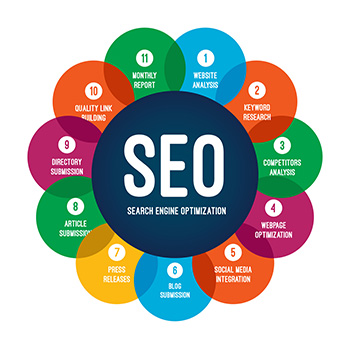 SEO
SEARCH ENGINE OPTIMIZATION
1
WEBSITE
ANALYSIS
2
KEYWORD
RESEARCH
3
COMPETITORS
ANALYSIS
4
WEBPAGE
OPTIMIZATION
5
SOCIAL MEDIA
INTEGRATION
6
BLOG
SUBMISSION
7
PRESS
RELEASES
8
ARTICLE
SUBMISSION
9
DIRECTORY
SUBMISSION
10
QUALITY LINK
BUILDING
11
MONTHLY
REPORT